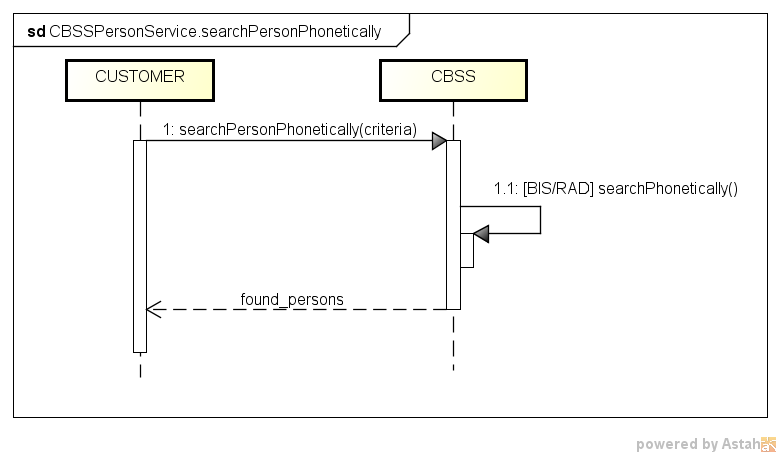 sd CBSSPersonService.searchPersonPhonetically
CUSTOMER
CBSS
1: searchPersonPhonetically(criteria)
1.1: [BIS/RAD] searchPhonetically()
found_persons
powered by Astah